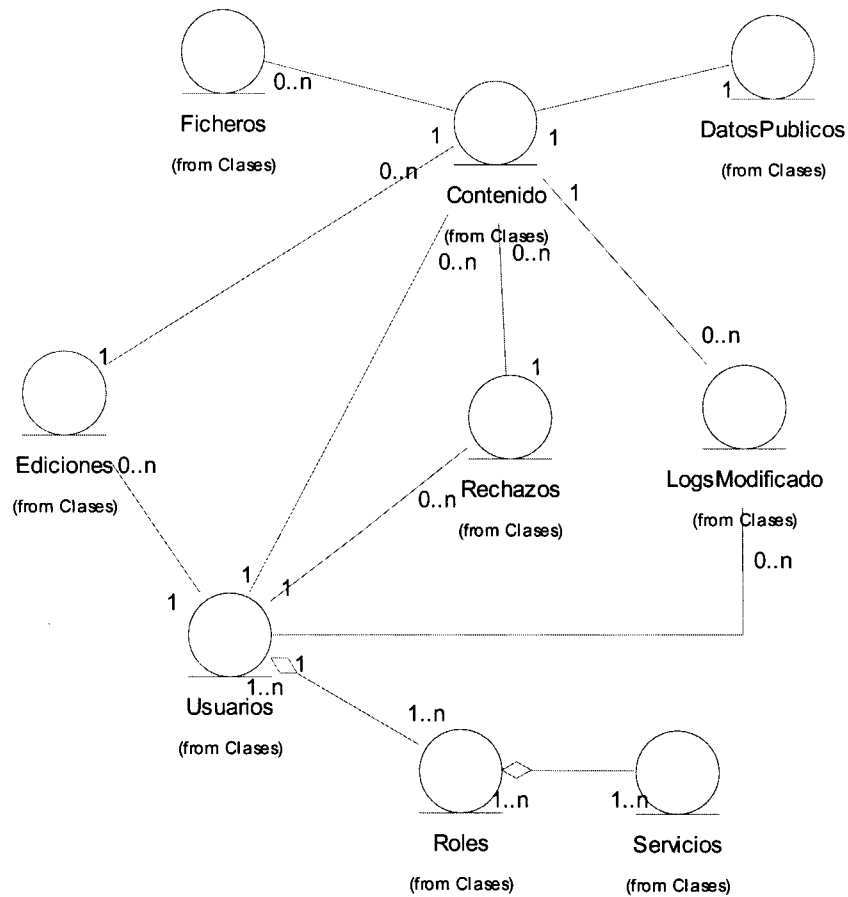 0..n
1
Ficheros
DatosPublicos
(from Clases)
1
1
(from Clases)
0..n
Contenido
1
(from Clases)
0..n
0..n
0..n
1
1
Ediciones
0..n
LogsModificado
(from Clases)
0..n
Rechazos
(from Clases)
(from Clases)
0..n
1
1
1
1
1..n
Usuarios
1..n
(from Clases)
1..n
1..n
Roles
Servicios
(from Clases)
(from Clases)